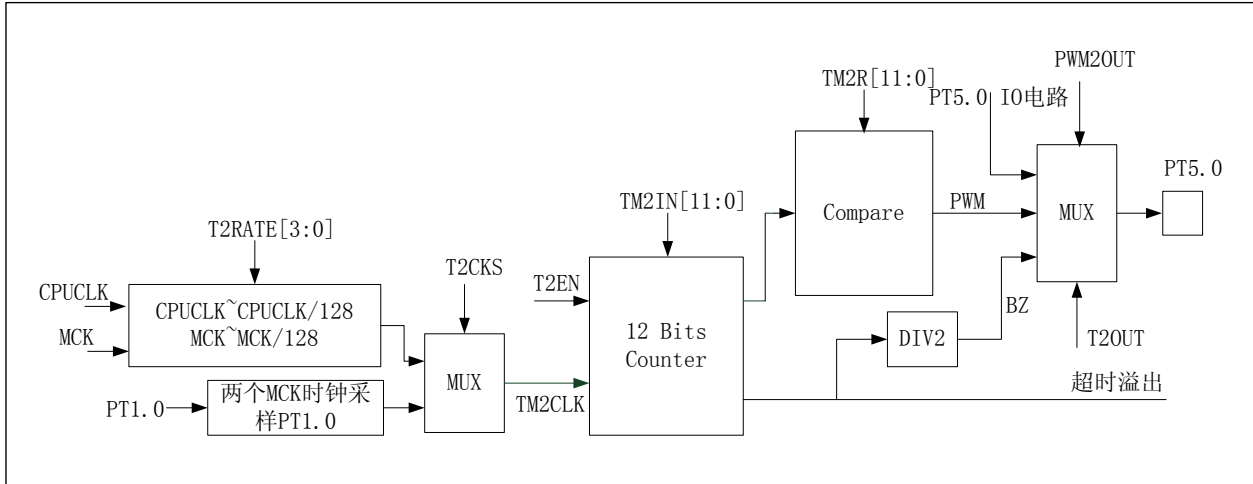 PWM2OUT
TM2R[11:0]
PT5.0 IO电路
PT5.0
TM2IN[11:0]
Compare
PWM
MUX
T2RATE[3:0]
T2CKS
T2EN
CPUCLK
CPUCLK~CPUCLK/128
MCK~MCK/128
MCK
12 Bits
Counter
BZ
DIV2
T2OUT
MUX
超时溢出
TM2CLK
PT1.0
两个MCK时钟采
样PT1.0